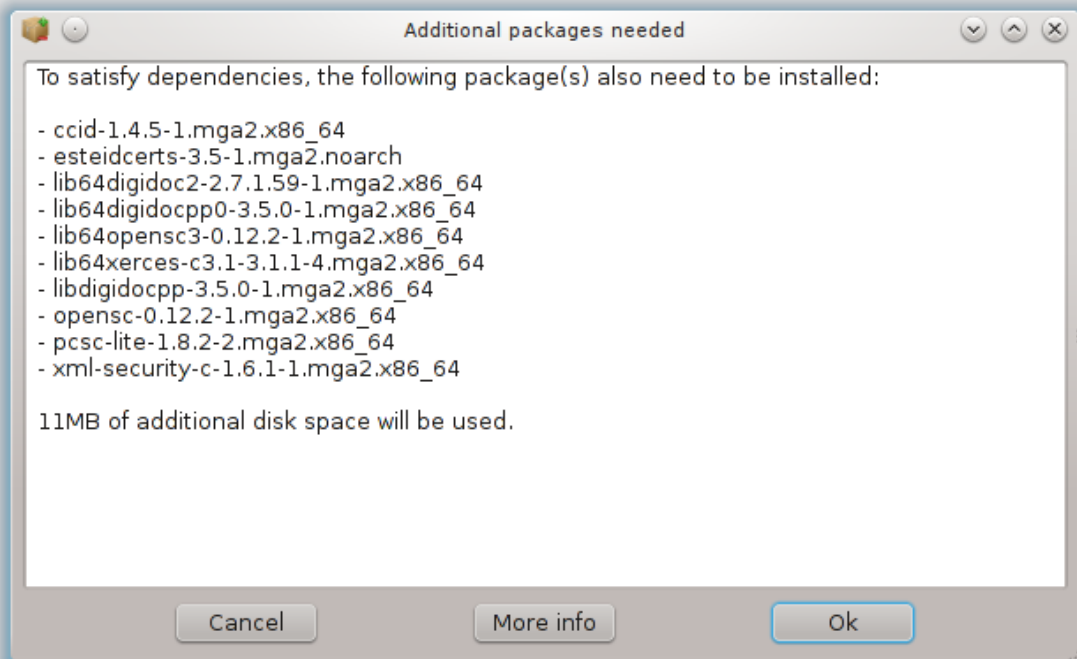 Additional packages needed
To satisfy dependencies, the following package(s) also need to be installed:
- ccid-1.4.5-1.mga2.x86_64
- esteidcerts-3.5-1.mga2.noarch
- lib64digidoc2-2.7.1.59-1.mga2.x86_64
- lib64digidocpp0-3.5.0-1.mga2.x86_64
- lib64opensc3-0.12.2-1.mga2.x86_64
- lib64xerces-c3.1-3.1.1-4.mga2.x86_64
- libdigidocpp-3.5.0-1.mga2.x86_64
- opensc-0.12.2-1.mga2.x86_64
- pcsc-lite-1.8.2-2.mga2.x86_64
- xml-security-c-1.6.1-1.mga2.x86_64
11MB of additional disk space will be used.
Cancel
More info
Ok